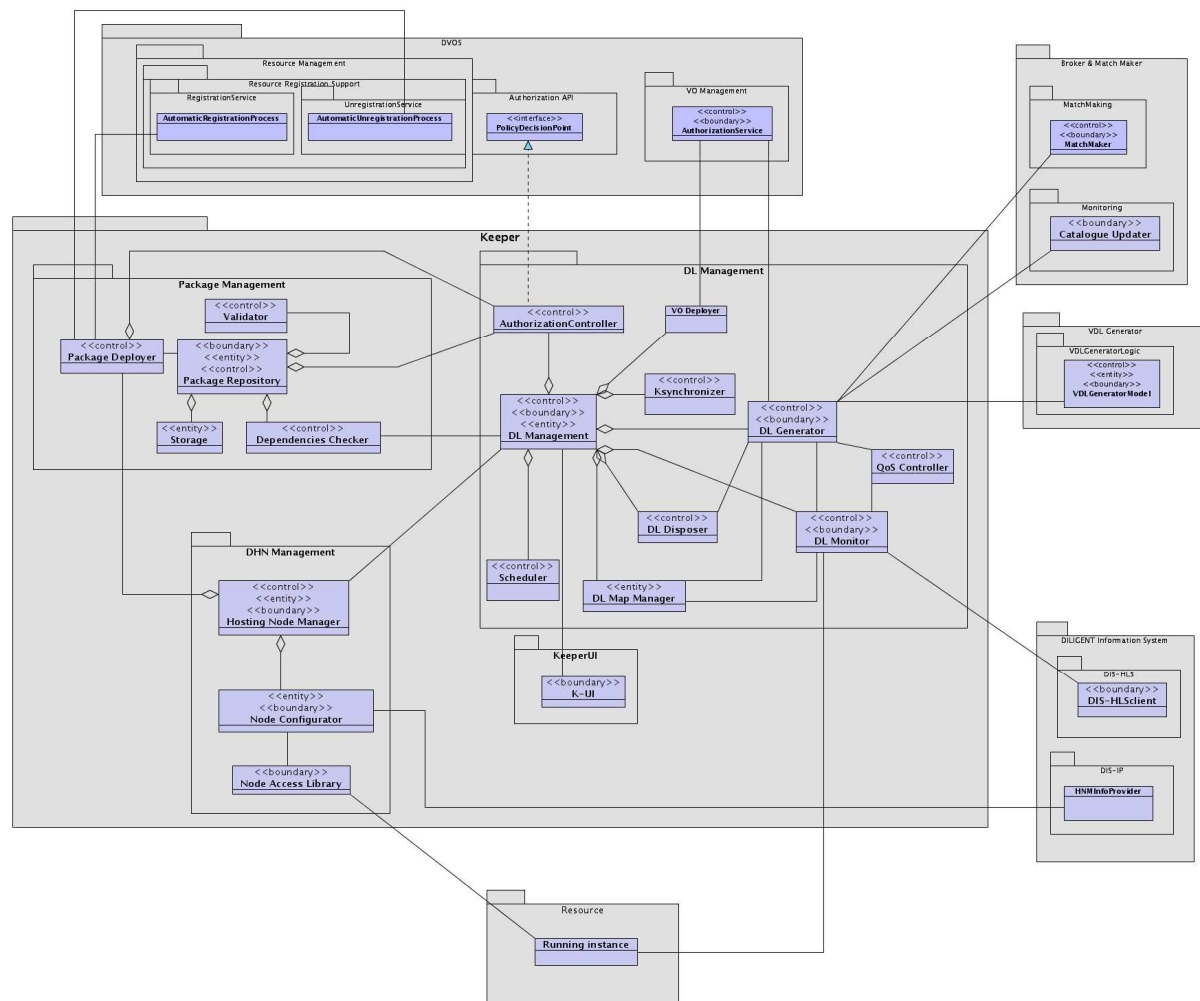 DVOS
Resource Management
Resource Registration Support
RegistrationService
AutomaticRegistrationProcess
UnregistrationService
AutomaticUnregistrationProcess
Authorization API
<<interface>>
PolicyDecisionPoint
VO Management
<<control>>
<<boundary>>
AuthorizationService
Broker & Match Maker
MatchMaking
<<control>>
<<boundary>>
MatchMaker
Monitoring
<<boundary>>
Catalogue Updater
Keeper
Package Management
<<control>>
Validator
<<control>>
Package Deployer
<<boundary>>
<<entity>>
<<control>>
Package Repository
<<entity>>
Storage
<<control>>
Dependencies Checker
DL Management
<<control>>
AuthorizationController
VO Deployer
<<control>>
Ksynchronizer
<<control>>
<<boundary>>
<<entity>>
DL Management
<<control>>
<<boundary>>
DL Generator
<<control>>
QoS Controller
<<control>>
DL Disposer
<<control>>
<<boundary>>
DL Monitor
<<control>>
Scheduler
<<entity>>
DL Map Manager
VDL Generator
VDLGeneratorLogic
<<control>>
<<entity>>
<<boundary>>
VDLGeneratorModel
DHN Management
<<control>>
<<entity>>
<<boundary>>
Hosting Node Manager
<<entity>>
<<boundary>>
Node Configurator
<<boundary>>
Node Access Library
KeeperUI
<<boundary>>
K-UI
DILIGENT Information System
DIS-HLS
<<boundary>>
DIS-HLSclient
DIS-IP
HNMInfoProvider
Resource
Running instance